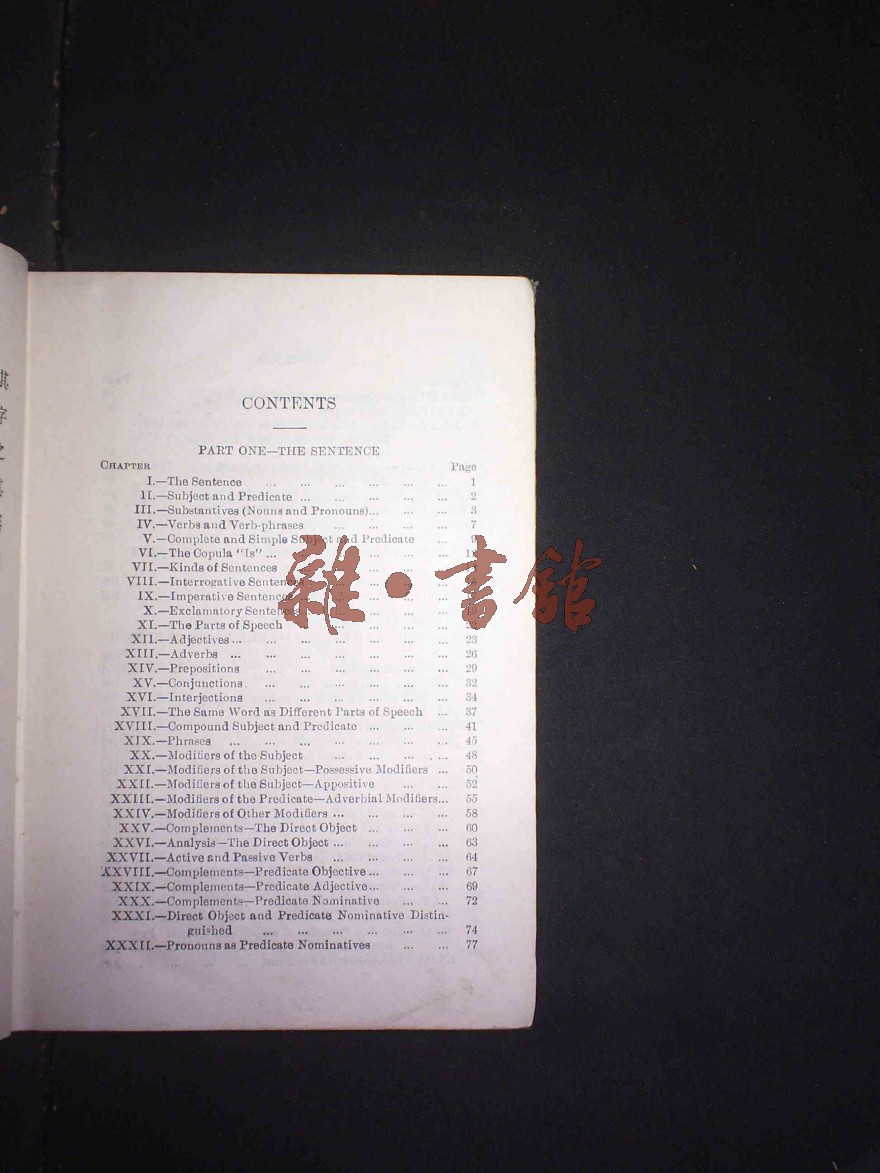 CONTENTS
PART ONE—THE SENTENCE
CHAPTER Page
I.—The Sentence ... ... ... ... ... ... 1
II.—Subject and Predicate ... ... ... ... ... 2
III.—Substantives (Nouns and Pronouns)... ... ... 3
IV.—Verbs and Verb-phrases ... ... ... ... 7
V.—Complete and Simple Subject and Predicate ... 9
VI.—The Copula "Is" ... ... ... ... ...
VII.—Kinds of Sentences ... ... ... ...
VIII.—Interrogative Sentences ... ... ... ...
IX.—Imperative Sentences ... ... ... ...
X.—Exclamatory Sentences ... ... ... ...
XI.—The Parts of Speech ... ... ... ...
XII.—Adjectives ... ... ... ... ... ... ... 23
XIII.—Adverbs ... ... ... ... ... ... ... 26
XIV.—Prepositions ... ... ... ... ... ... 29
XV.—Conjunctions. ... ... ... ... ... ... 32
XVI.—Interjections ... ... ... ... ... ... 34
XVII.—The Same Word as Different Parts of Speech ... 37
XVIII.—Compound Subject and Predicate ... ... ... 41
XIX.—Phrases ... ... ... ... ... ... ... 45
XX.—Modifiers of the Subject ... ... ... ... 48
XXI.—Modifiers of the Subject—Possessive Modifiers ... 50
XXII.—Modifiers of the Subject—Appositive ... ... 52
XXIII.—Modifiers of the Predicate—Adverbial Modifiers... 55
XXIV.—Modifiers of Other Modifiers ... ... ... ... 58
XXV.—Complements—The Direct Object ... ... ... 60
XXVI.—Analysis—The Direct Object ... ... ... ... 63
XXVII.—Active and Passive Verbs ... ... ... ... 64
XXVIII.—Complements—Predicate Objective ... ... ... 67
XXIX.—Complements—Predicate Adjective... ... ... 69
XXX.—Complements—Predicate Nominative ... ... 72
XXXI.—Direct Object and Predicate Nominative Distin-
guished ... ... ... ... ... ... 74
XXXII.—Pronouns as Predicate Nominatives ... ... 77
雜·書館